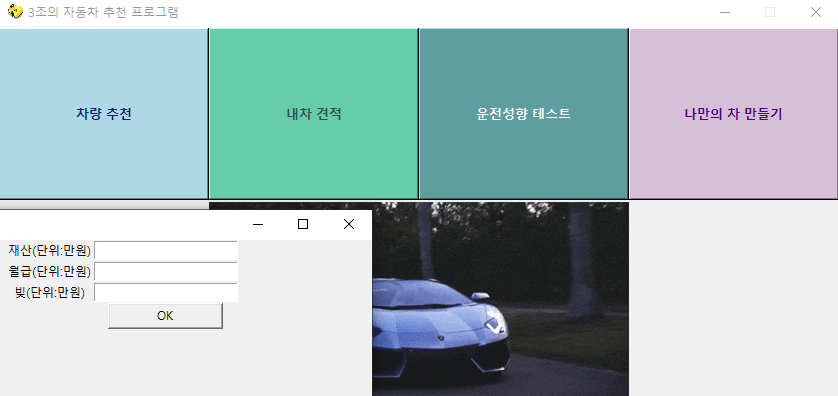 3조의 자동차 추천 프로그램
차량 추천
내차 견적
운전성향 테스트
나만의 차 만들기
재산(단위:만원)
월급(단위:만원)
빚(단위:만원)
OK